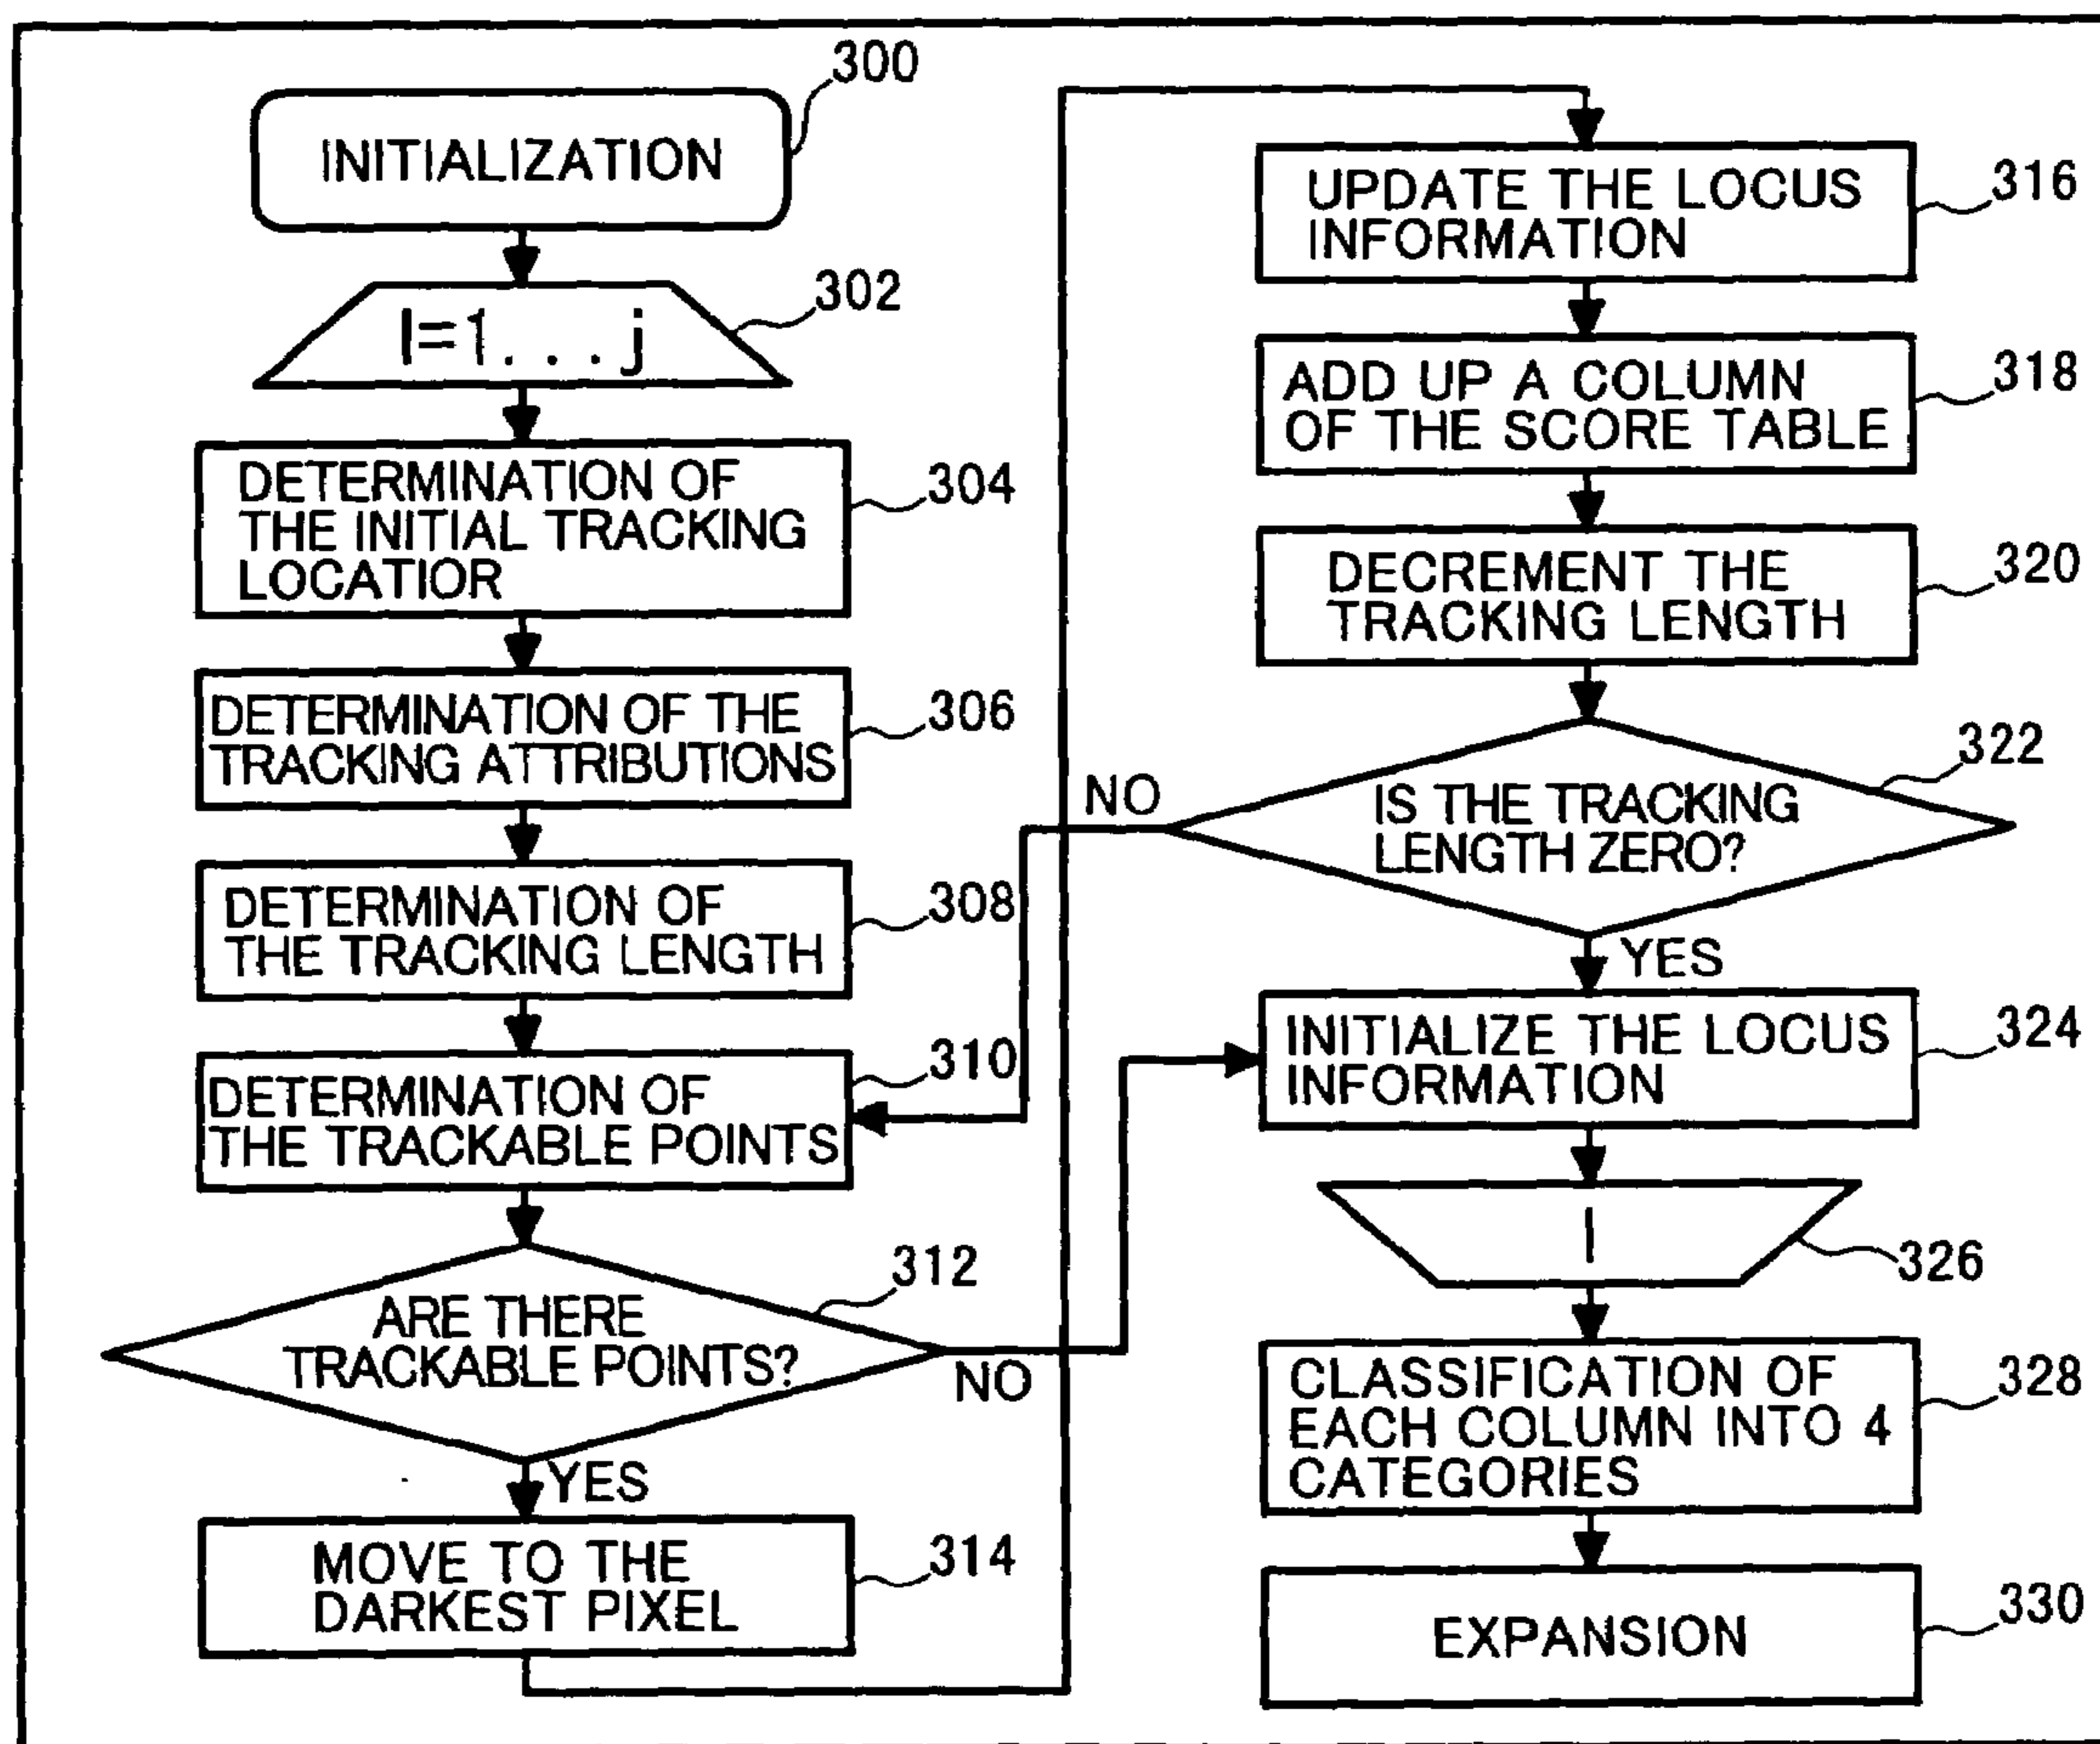 300
INITIALIZATION
302
I=1...j
304
DETERMINATION OF
THE INITIAL TRACKING
LOCATIOR
306
DETERMINATION OF THE
TRACKING ATTRIBUTIONS
308
DETERMINATION OF
THE TRACKING LENGTH
310
DETERMINATION OF
THE TRACKABLE POINTS
312
ARE THERE
TRACKABLE POINTS?
NO
YES
314
MOVE TO THE
DARKEST PIXEL
316
UPDATE THE LOCUS
INFORMATION
318
ADD UP A COLUMN
OF THE SCORE TABLE
320
DECREMENT THE
TRACKING LENGTH
322
NO
IS THE TRACKING
LENGTH ZERO?
YES
324
INITIALIZE THE LOCUS
INFORMATION
I
326
328
CLASSIFICATION OF
EACH COLUMN INTO 4
CATEGORIES
330
EXPANSION